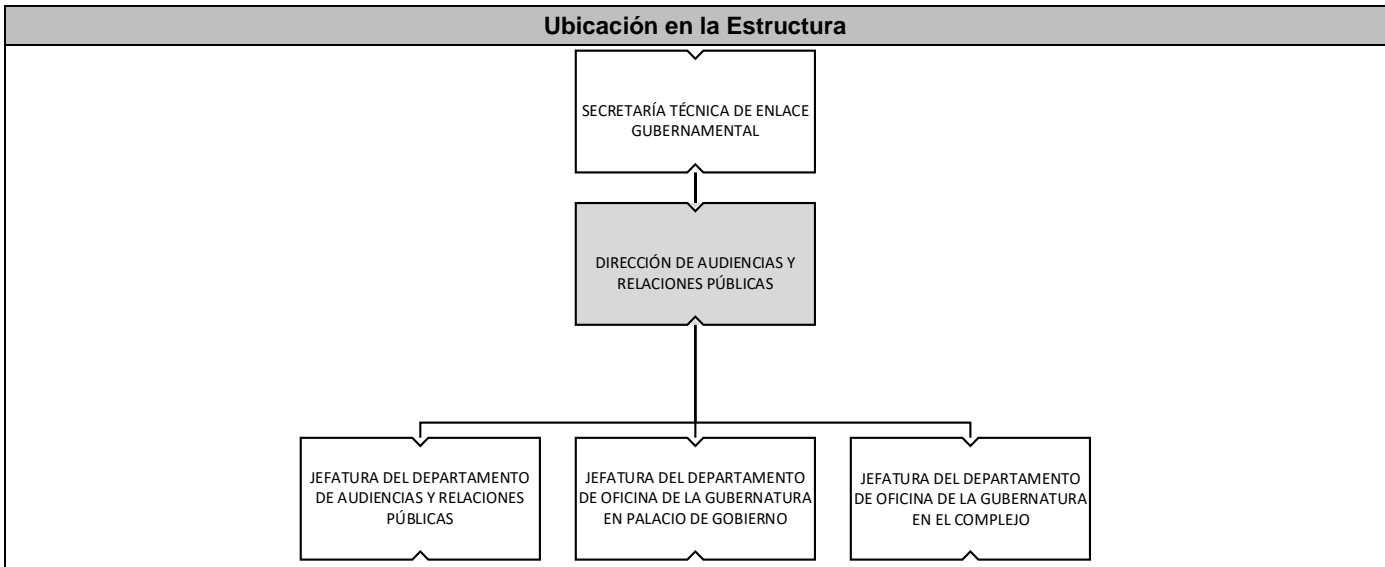 Ubicación en la Estructura
SECRETARÍA TÉCNICA DE ENLACE
GUBERNAMENTAL
DIRECCIÓN DE AUDIENCIAS Y
RELACIONES PÚBLICAS
JEFATURA DEL DEPARTAMENTO
DE AUDIENCIAS Y RELACIONES
PÚBLICAS
JEFATURA DEL DEPARTAMENTO
DE OFICINA DE LA GUBERNATURA
EN PALACIO DE GOBIERNO
JEFATURA DEL DEPARTAMENTO
DE OFICINA DE LA GUBERNATURA
EN EL COMPLEJO